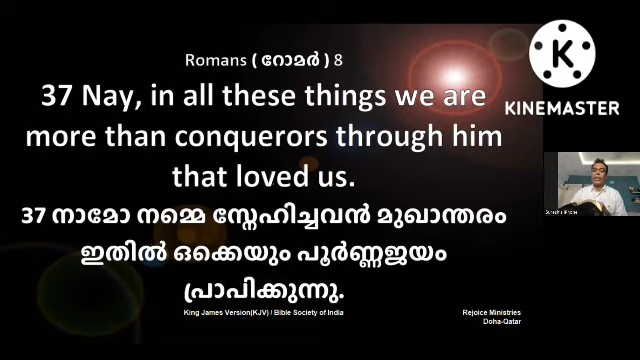 Romans ( റോമർ ) 8
37 Nay, in all these things we are
more than conquerors through him
that loved us.
37 നാമോ നമ്മെ സ്നേഹിച്ചവൻ മുഖാന്തരം
ഇതിൽ ഒക്കെയും പൂർണ്ണജയം
പ്രാപിക്കുന്നു.
King James Version(KJV) / Bible Society of India
Rejoice Ministries
Doha-Qatar
K
KINEMASTER